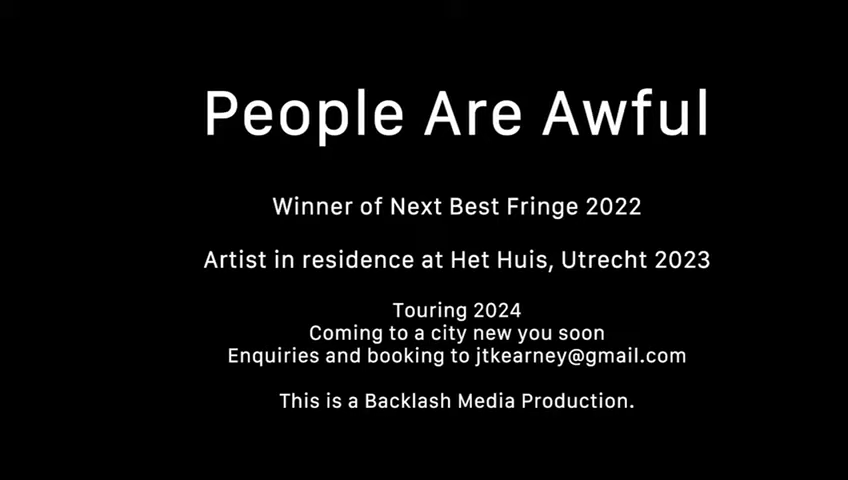 People Are Awful
Winner of Next Best Fringe 2022
Artist in residence at Het Huis, Utrecht 2023
Touring 2024
Coming to a city new you soon
Enquiries and booking to jtkearney@gmail.com
This is a Backlash Media Production.